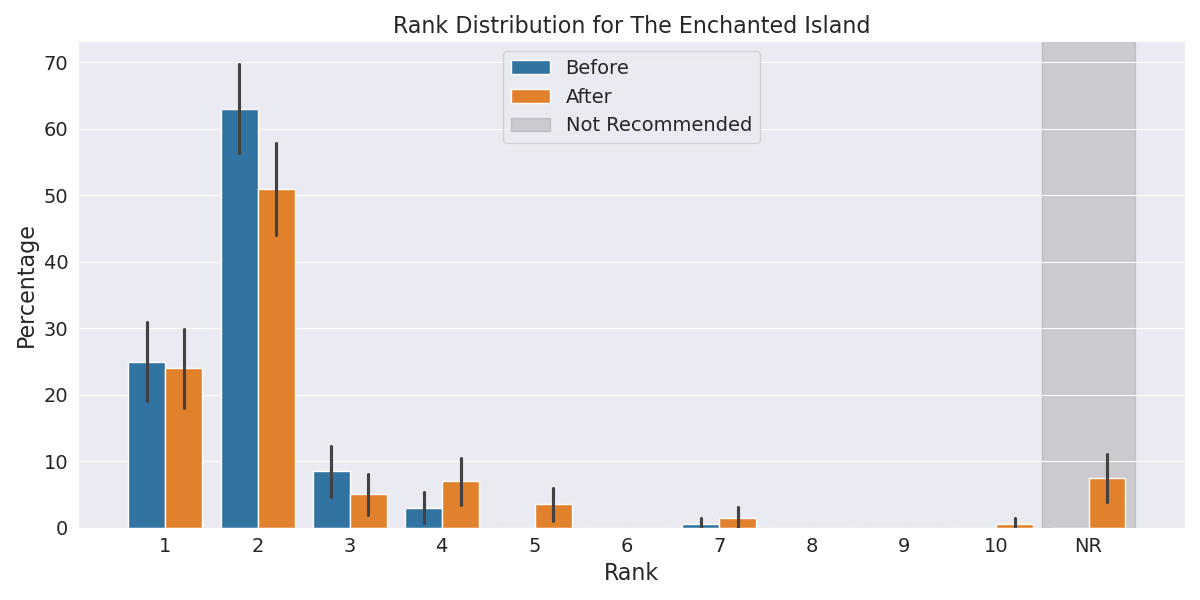 Rank Distribution for The Enchanted Island
Before
After
Not Recommended
Percentage
70
60
50
40
30
20
10
0
1 2 3 4 5 6 7 8 9 10 NR
Rank